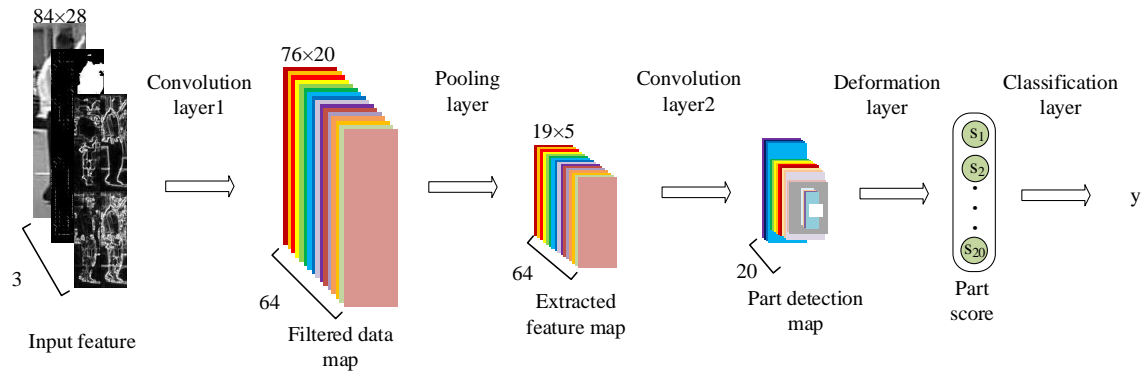 84×28
Convolution
layer1
76×20
Pooling
layer
Convolution
layer2
19×5
Deformation
layer
Classification
layer
s1
s2
s20
y
3
64
64
20
Input feature
Filtered data
map
Extracted
feature map
Part detection
map
Part
score